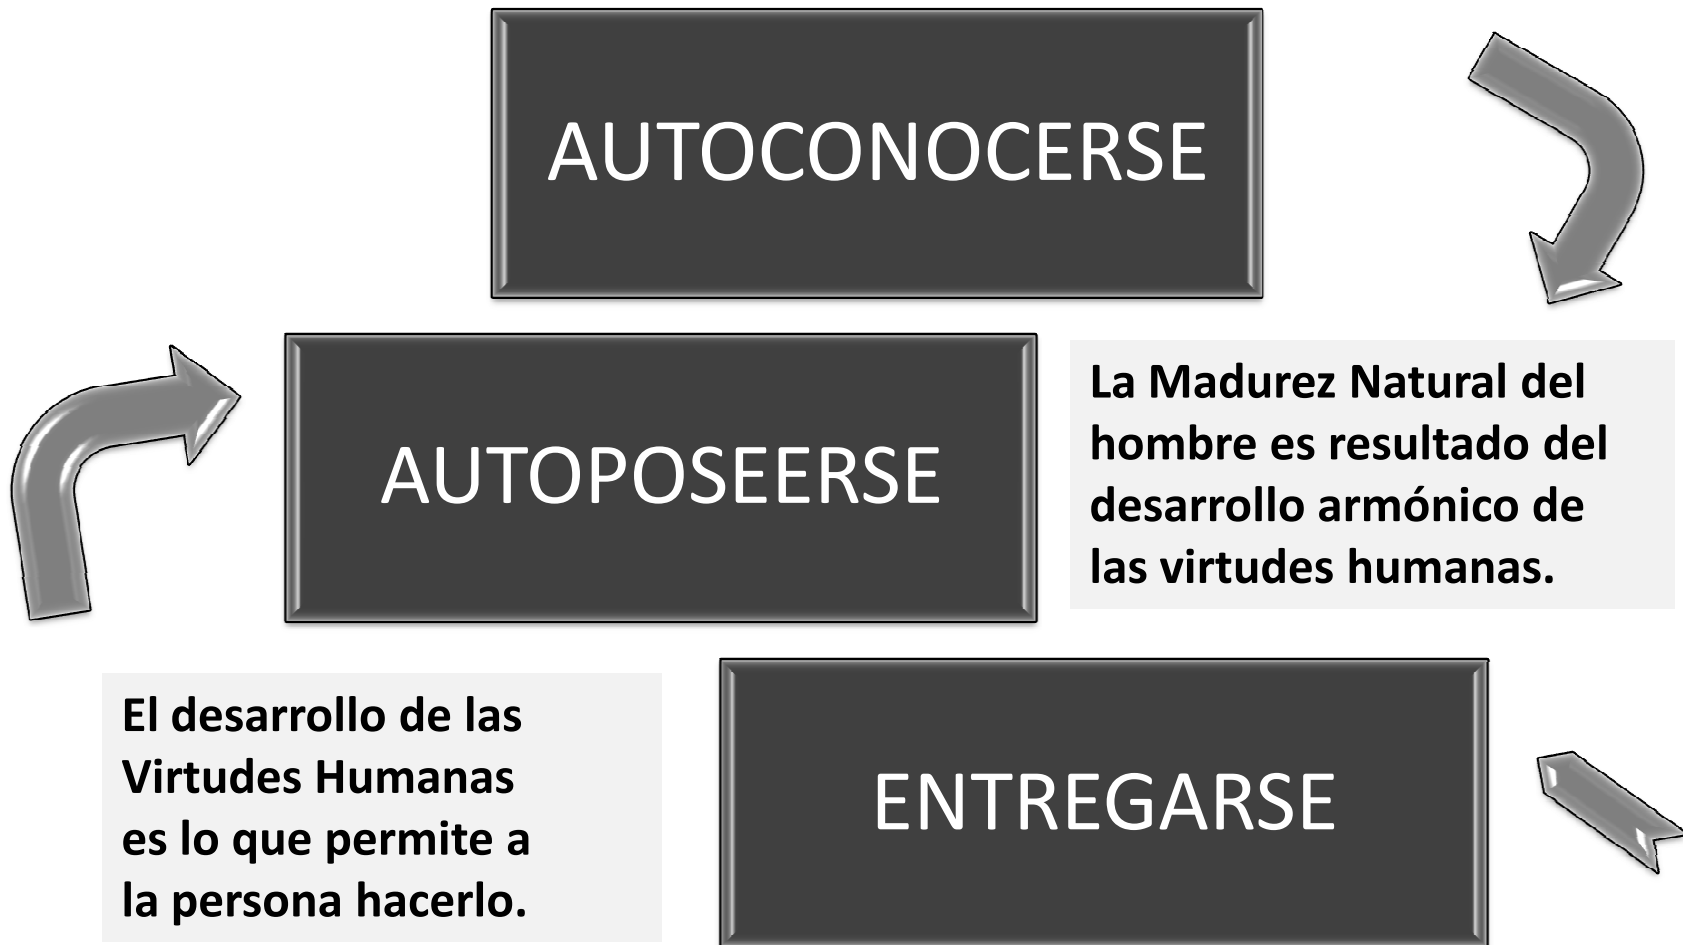 AUTOCONOCERSE
AUTOPOSEERSE
La Madurez Natural del
hombre es resultado del
desarrollo armónico de
las virtudes humanas.
El desarrollo de las
Virtudes Humanas
es lo que permite a
la persona hacerlo.
ENTREGARSE